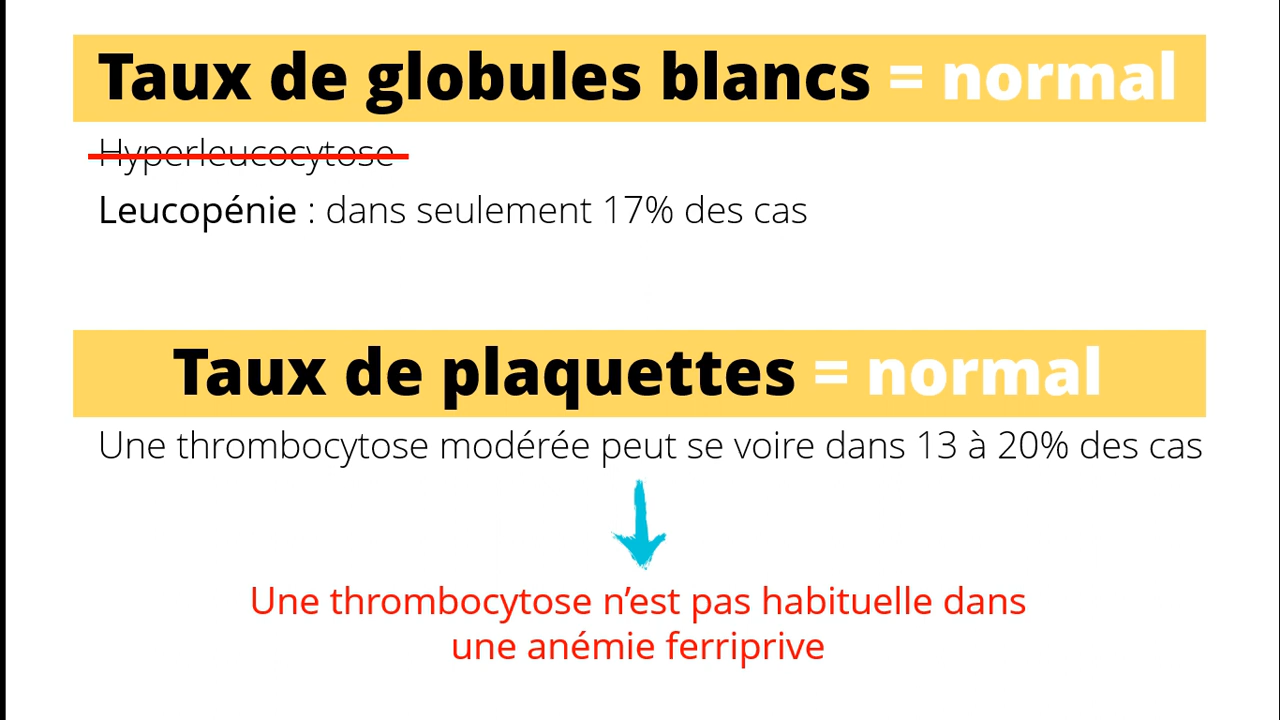 Taux de globules blancs = normal
Hyperleucocytose
Leucopénie : dans seulement 17% des cas
Taux de plaquettes = normal
Une thrombocytose modérée peut se voire dans 13 à 20% des cas
Une thrombocytose n’est pas habituelle dans
une anémie ferriprive